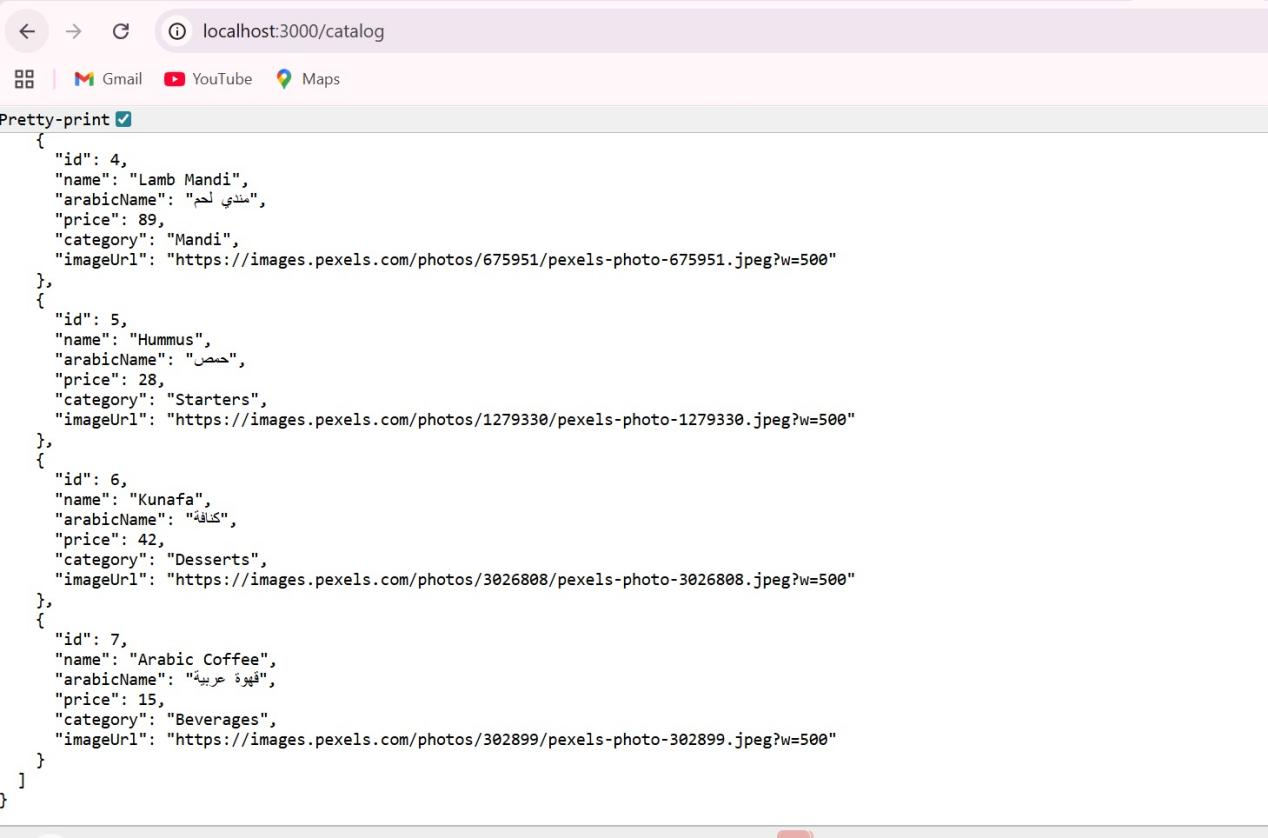 localhost:3000/catalog
Gmail YouTube Maps
Pretty-print
{
"id": 4,
"name": "Lamb Mandi",
"arabicName": "مندي لحم",
"price": 89,
"category": "Mandi",
"imageUrl": "https://images.pexels.com/photos/675951/pexels-photo-675951.jpeg?w=500"
},
{
"id": 5,
"name": "Hummus",
"arabicName": "حمص",
"price": 28,
"category": "Starters",
"imageUrl": "https://images.pexels.com/photos/1279330/pexels-photo-1279330.jpeg?w=500"
},
{
"id": 6,
"name": "Kunafa",
"arabicName": "كنافة",
"price": 42,
"category": "Desserts",
"imageUrl": "https://images.pexels.com/photos/3026808/pexels-photo-3026808.jpeg?w=500"
},
{
"id": 7,
"name": "Arabic Coffee",
"arabicName": "قهوة عربية",
"price": 15,
"category": "Beverages",
"imageUrl": "https://images.pexels.com/photos/302899/pexels-photo-302899.jpeg?w=500"
}
]
}